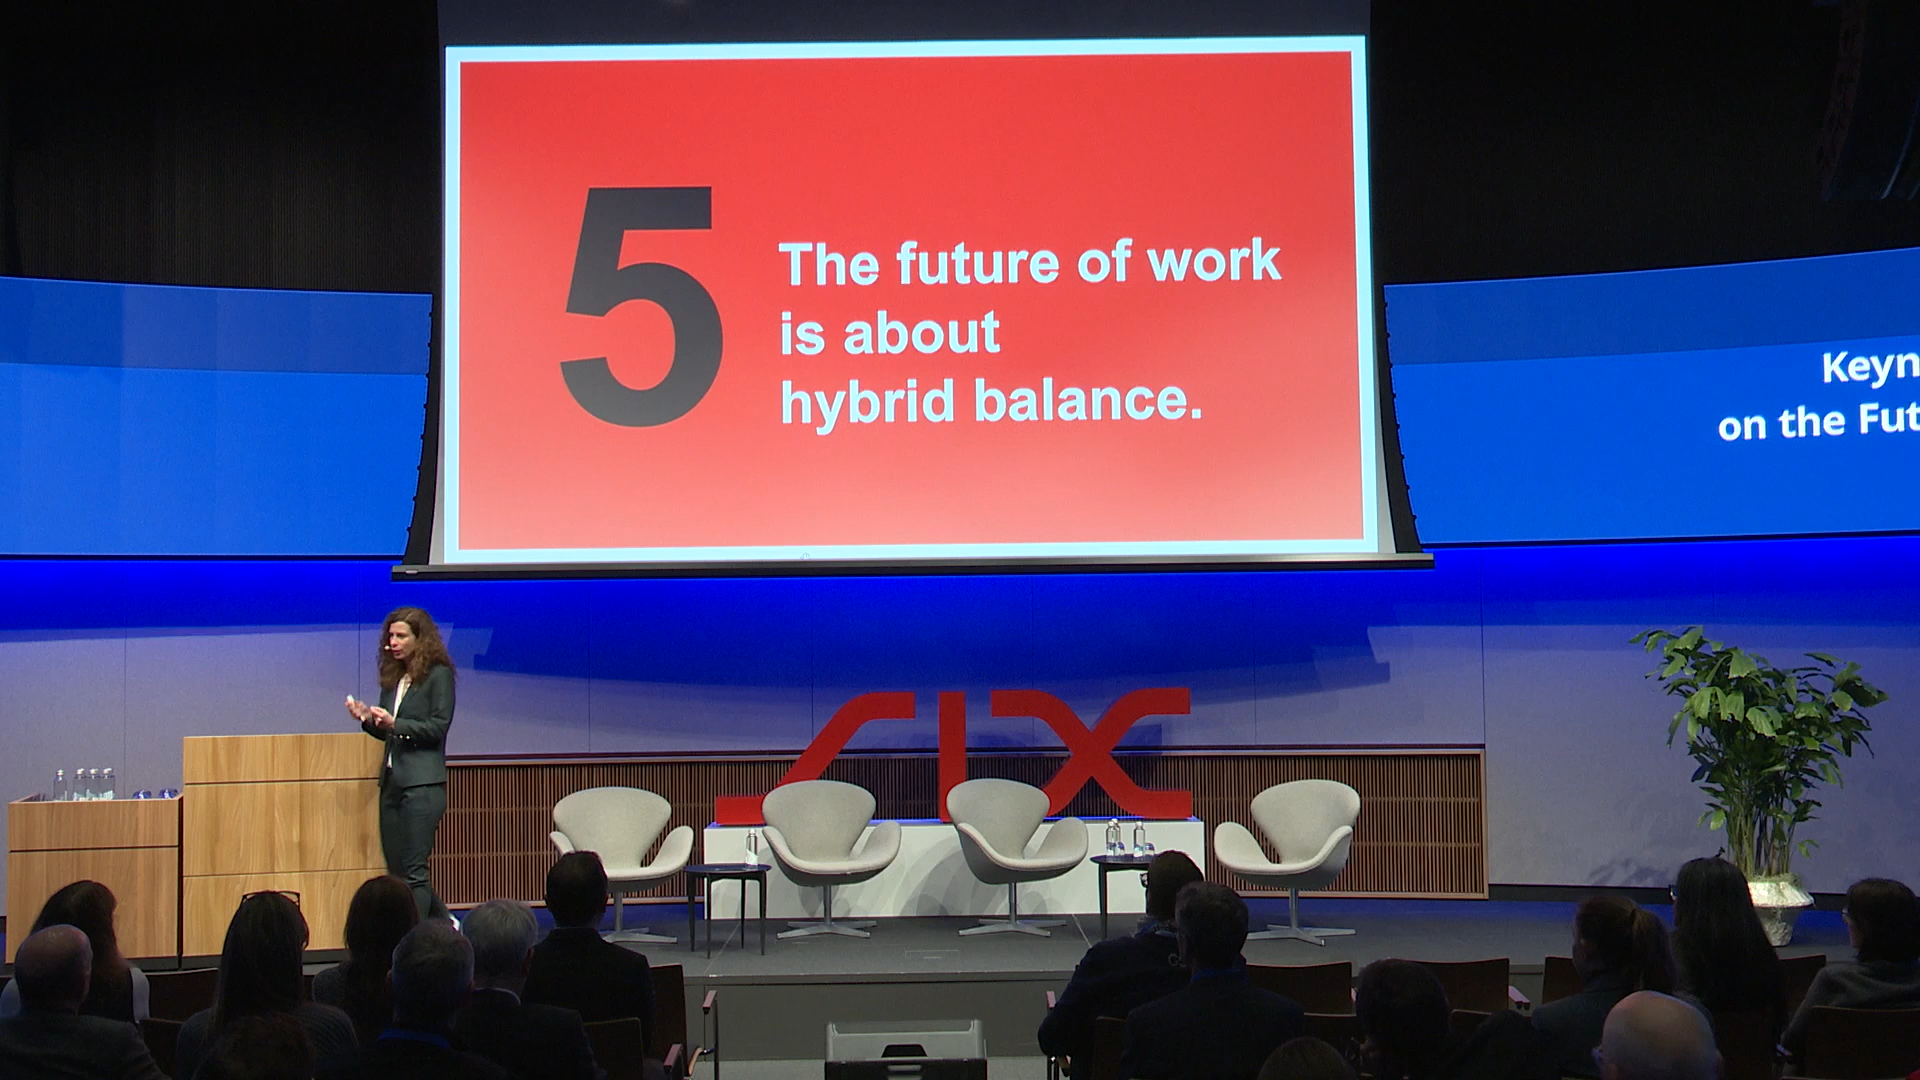 5
The future of work
is about
hybrid balance.
Keyn
on the Fut
SIX